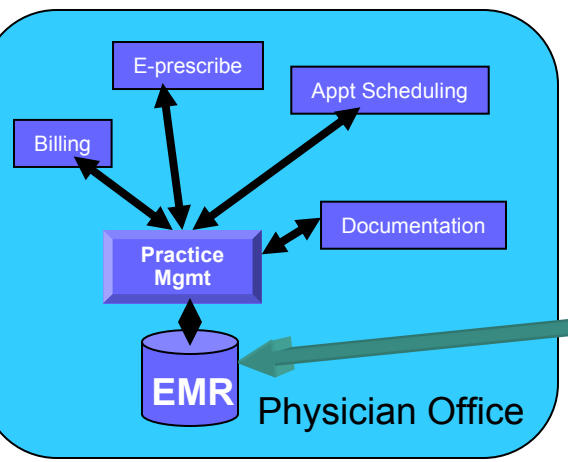 E-prescribe
Appt Scheduling
Billing
Documentation
Practice
Mgmt
EMR
Physician Office